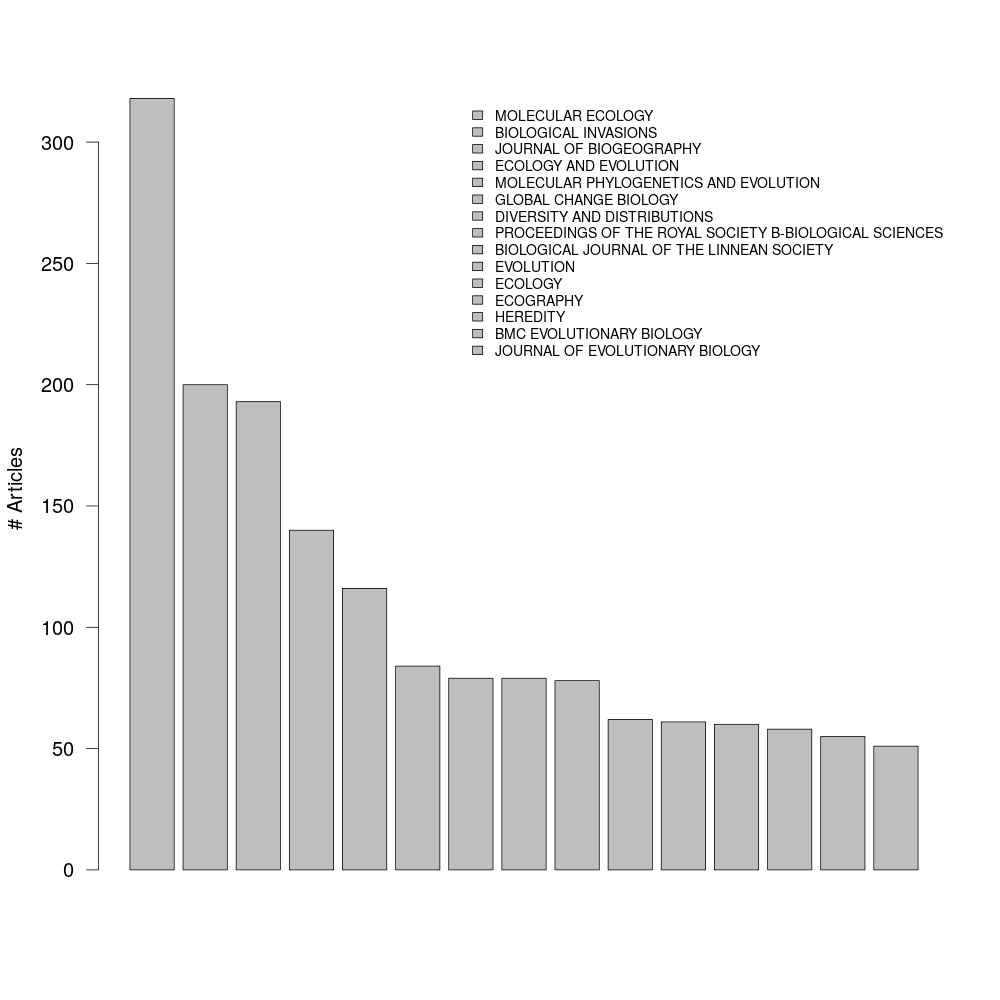 MOLECULAR ECOLOGY
BIOLOGICAL INVASIONS
JOURNAL OF BIOGEOGRAPHY
ECOLOGY AND EVOLUTION
MOLECULAR PHYLOGENETICS AND EVOLUTION
GLOBAL CHANGE BIOLOGY
DIVERSITY AND DISTRIBUTIONS
PROCEEDINGS OF THE ROYAL SOCIETY B-BIOLOGICAL SCIENCES
BIOLOGICAL JOURNAL OF THE LINNEAN SOCIETY
EVOLUTION
ECOLOGY
ECOGRAPHY
HEREDITY
BMC EVOLUTIONARY BIOLOGY
JOURNAL OF EVOLUTIONARY BIOLOGY
# Articles
300
250
200
150
100
50
0